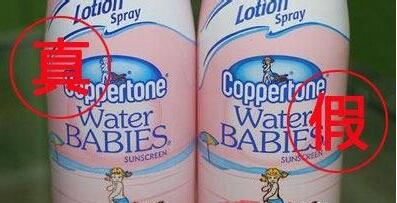 Lotion
Spray
真
Coppertone
Water
BABIES®
SUNSCREEN
Lotion
Spray
Coppertone
Water
BABIES
SUNSCREEN
假